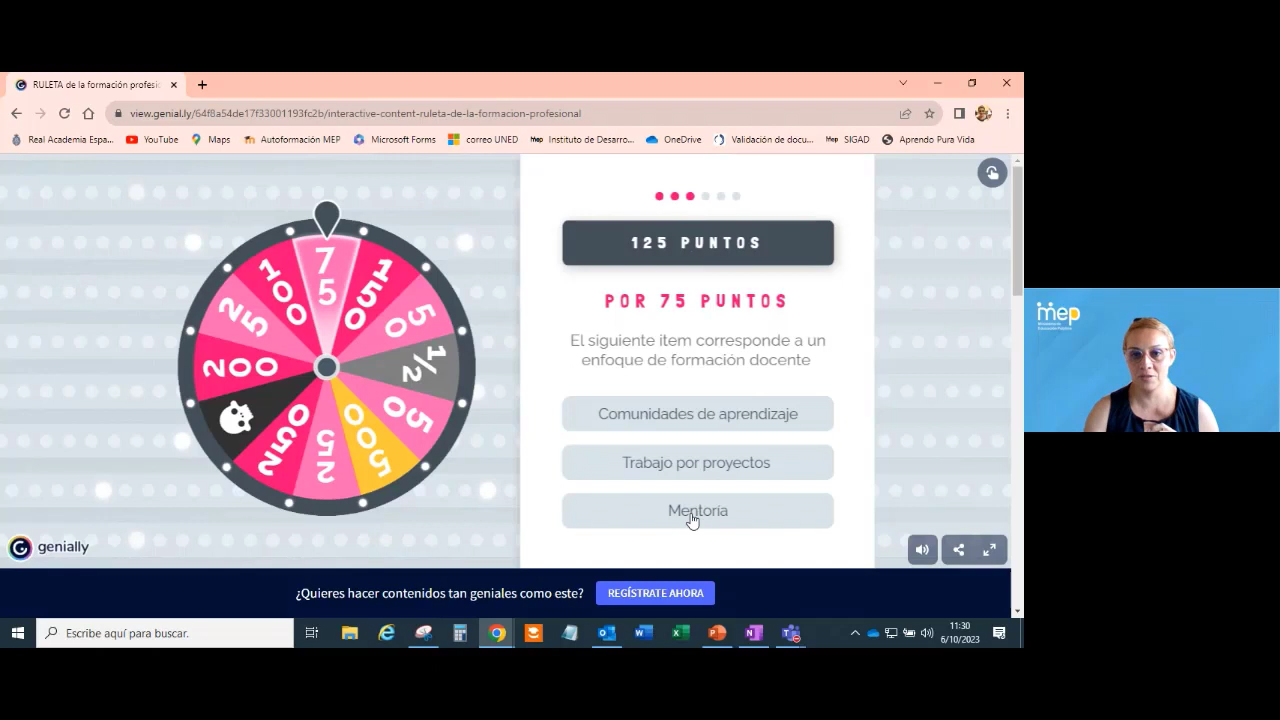 RULETA de la formación profesi
view.genial.ly/64f8a54de17f33001193fc2b/interactive-content-ruleta-de-la-formacion-profesional
Real Academia Espa...
YouTube
Maps
Autoformación MEP
Microsoft Forms
correo UNED
mep
Instituto de Desarro...
OneDrive
Validación de docu...
mep
SIGAD
Aprendo Pura Vida
75
150
50
1/2
50
500
25
250
200
25
100
125 PUNTOS
POR 75 PUNTOS
El siguiente item corresponde a un
enfoque de formación docente
Comunidades de aprendizaje
Trabajo por proyectos
Mentoría
genially
¿Quieres hacer contenidos tan geniales como este?
REGÍSTRATE AHORA
Escribe aquí para buscar.
11:30
6/10/2023
mep